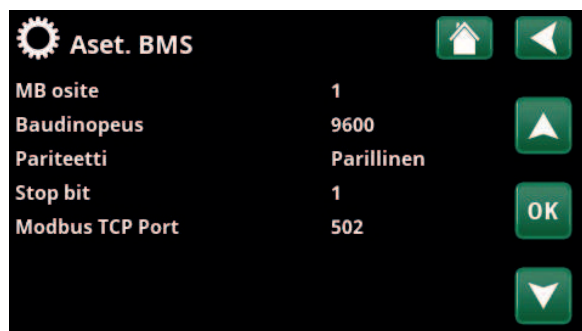 Aset. BMS
MB osite 1
Baudinopeus 9600
Pariteetti Parillinen
Stop bit 1
OK
Modbus TCP Port 502